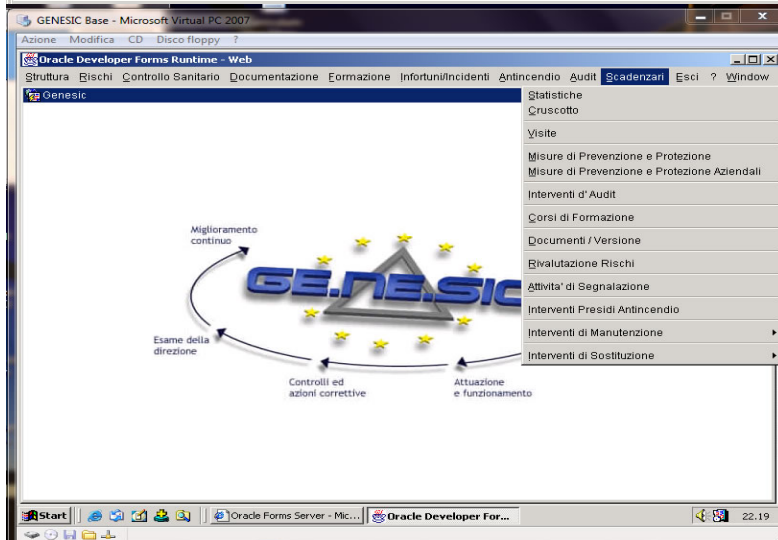 GENESIC Base - Microsoft Virtual PC 2007
Azione Modifica CD Disco floppy ?
Oracle Developer Forms Runtime - Web
Struttura Rischi Controllo Sanitario Documentazione Formazione Infortuni/Incidenti Antincendio Audit Scadenzari Esci ? Window
Genesic
Statistiche
Cruscotto
Visite
Misure di Prevenzione e Protezione
Misure di Prevenzione e Protezione Aziendali
Interventi d'Audit
Corsi di Formazione
Documenti / Versione
Rivalutazione Rischi
Attivita' di Segnalazione
Interventi Presidi Antincendio
Interventi di Manutenzione
Interventi di Sostituzione
Miglioramento
continuo
GE.NE.SIC
Esame della
direzione
Controlli ed
azioni correttive
Attuazione
e funzionamento
Start
Oracle Forms Server - Mic...
Oracle Developer For...
22.19